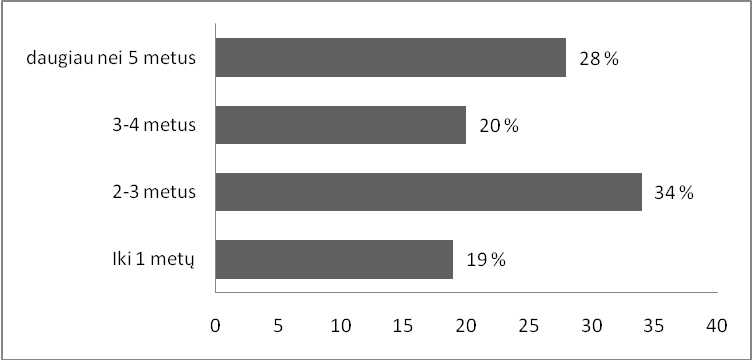 daugiau nei 5 metus 28 %
3-4 metus 20 %
2-3 metus 34 %
Iki 1 metų 19 %
0 5 10 15 20 25 30 35 40